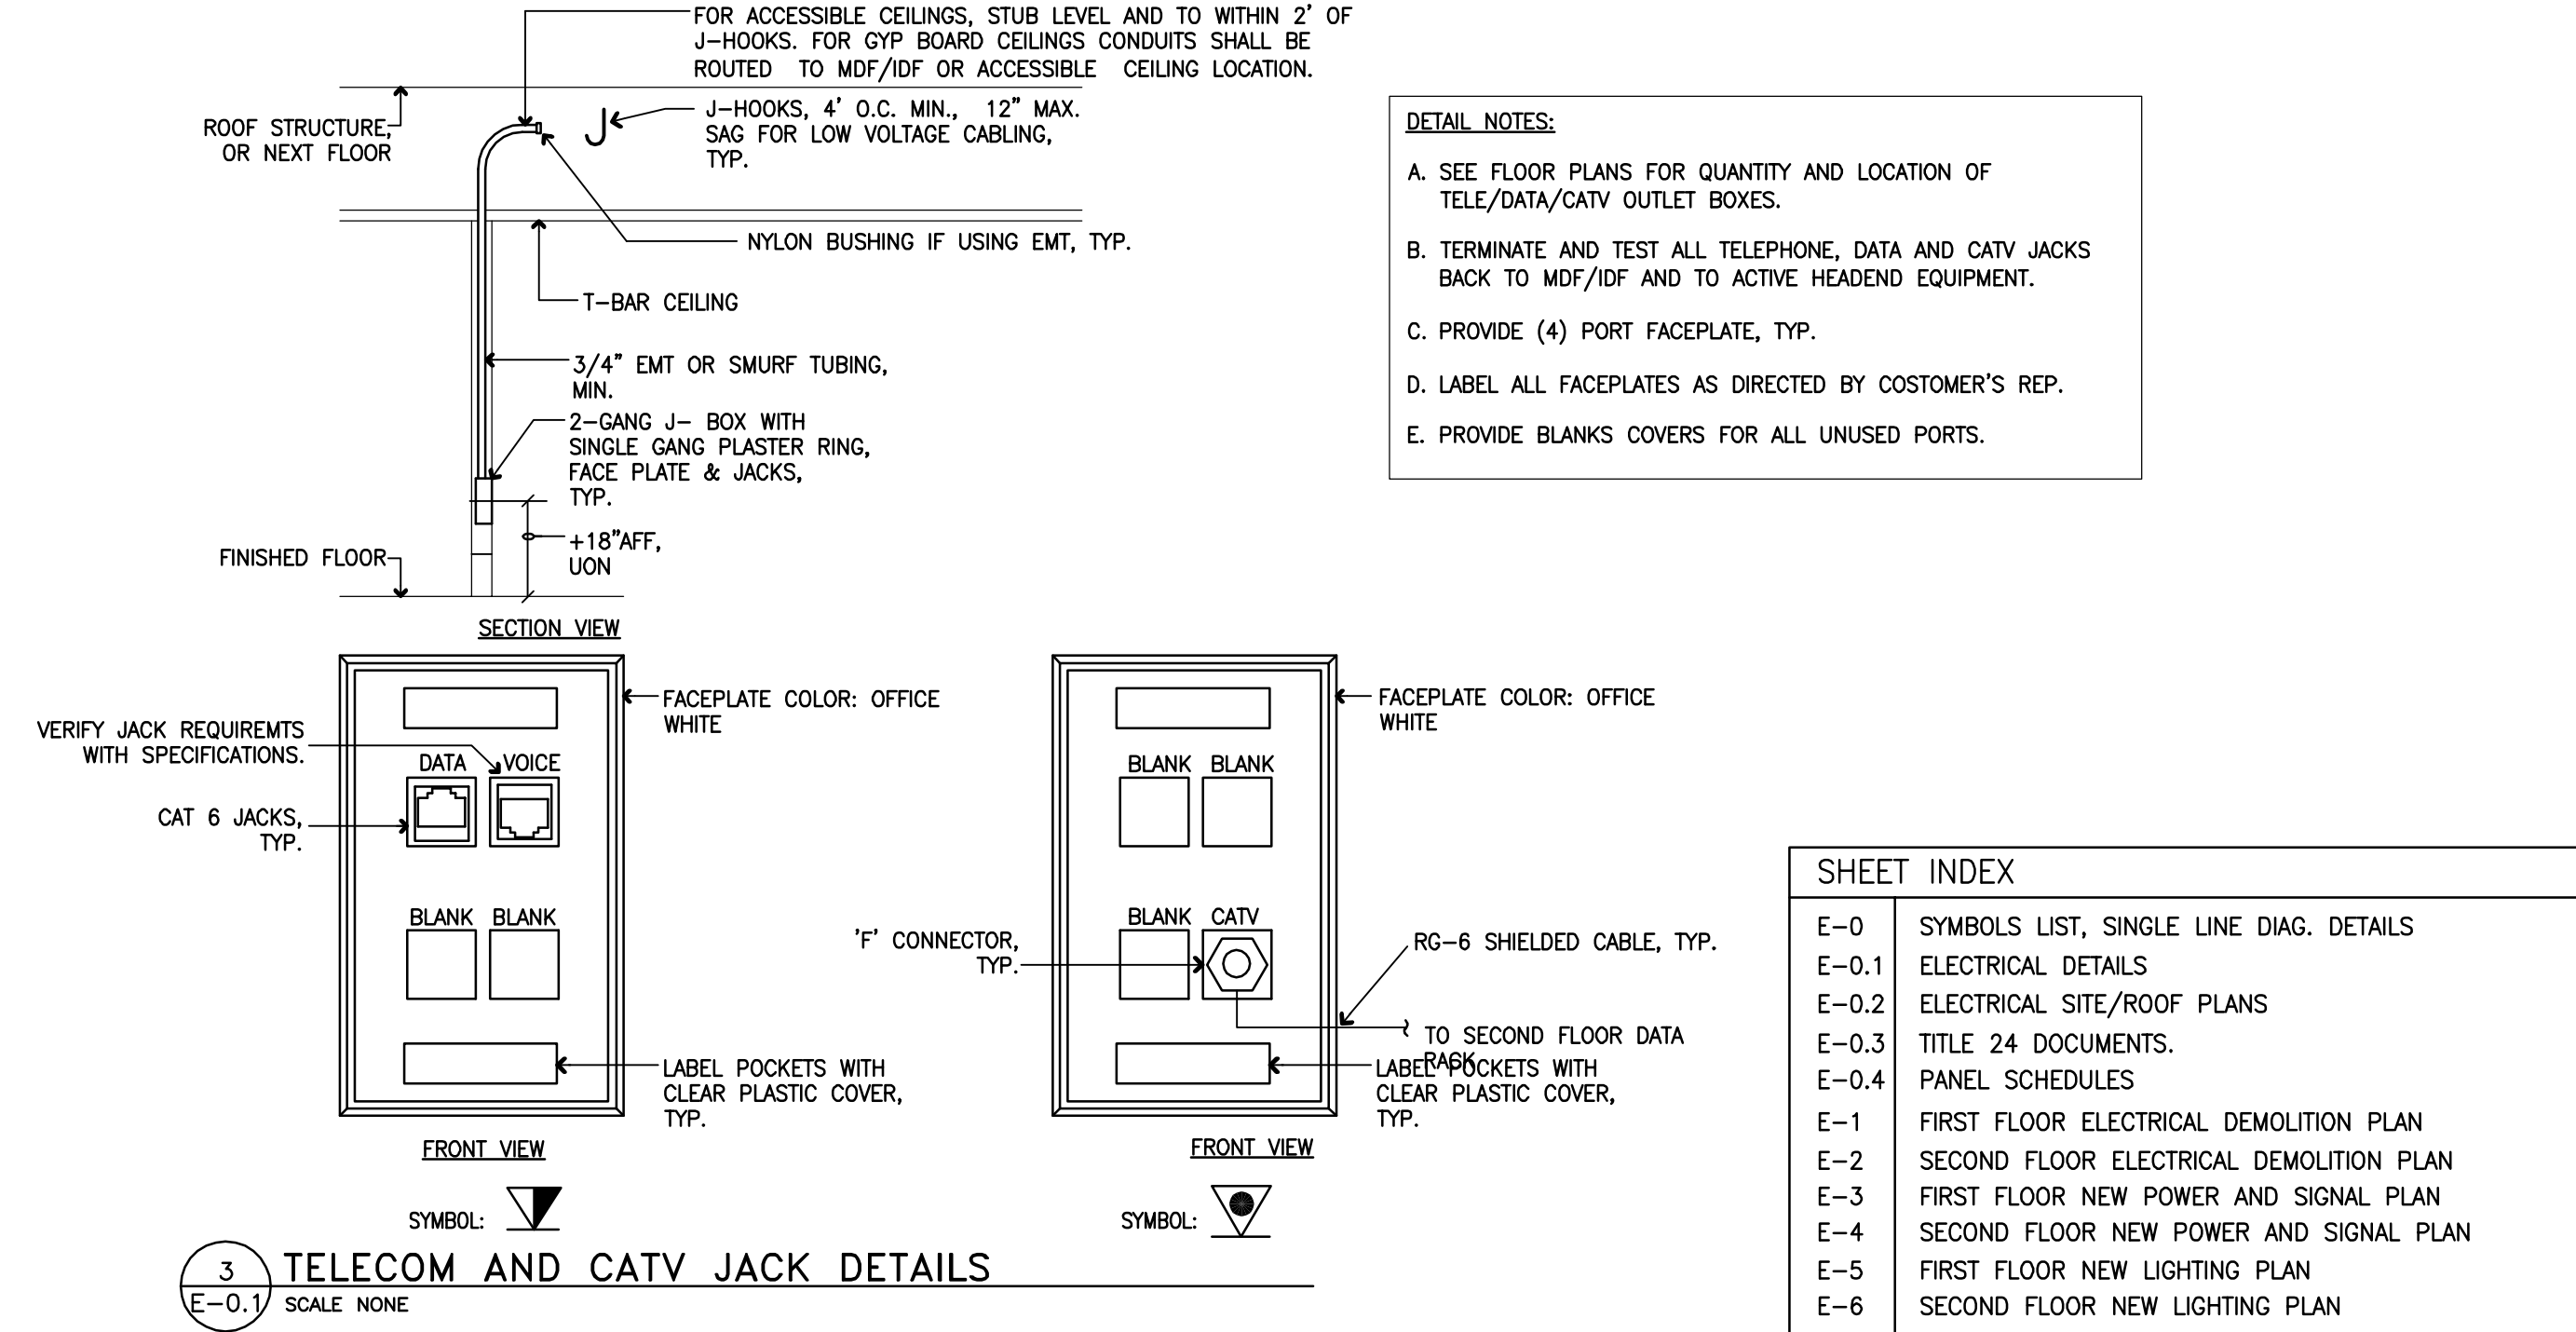 FOR ACCESSIBLE CEILINGS, STUB LEVEL AND TO WITHIN 2' OF
J-HOOKS. FOR GYP BOARD CEILINGS CONDUITS SHALL BE
ROUTED TO MDF/IDF OR ACCESSIBLE CEILING LOCATION.
ROOF STRUCTURE,
OR NEXT FLOOR
J-HOOKS, 4' O.C. MIN., 12" MAX.
SAG FOR LOW VOLTAGE CABLING,
TYP.
NYLON BUSHING IF USING EMT, TYP.
T-BAR CEILING
3/4" EMT OR SMURF TUBING,
MIN.
2-GANG J- BOX WITH
SINGLE GANG PLASTER RING,
FACE PLATE & JACKS,
TYP.
+18"AFF,
UON
FINISHED FLOOR
SECTION VIEW
DETAIL NOTES:
A. SEE FLOOR PLANS FOR QUANTITY AND LOCATION OF
TELE/DATA/CATV OUTLET BOXES.
B. TERMINATE AND TEST ALL TELEPHONE, DATA AND CATV JACKS
BACK TO MDF/IDF AND TO ACTIVE HEADEND EQUIPMENT.
C. PROVIDE (4) PORT FACEPLATE, TYP.
D. LABEL ALL FACEPLATES AS DIRECTED BY COSTOMER'S REP.
E. PROVIDE BLANKS COVERS FOR ALL UNUSED PORTS.
VERIFY JACK REQUIREMTS
WITH SPECIFICATIONS.
CAT 6 JACKS,
TYP.
FACEPLATE COLOR: OFFICE
WHITE
DATA VOICE
BLANK BLANK
LABEL POCKETS WITH
CLEAR PLASTIC COVER,
TYP.
FRONT VIEW
SYMBOL:
FACEPLATE COLOR: OFFICE
WHITE
BLANK BLANK
BLANK CATV
'F' CONNECTOR,
TYP.
RG-6 SHIELDED CABLE, TYP.
TO SECOND FLOOR DATA
RACK
LABEL POCKETS WITH
CLEAR PLASTIC COVER,
TYP.
FRONT VIEW
SYMBOL:
3
E-0.1
TELECOM AND CATV JACK DETAILS
SCALE NONE
SHEET INDEX
E-0 SYMBOLS LIST, SINGLE LINE DIAG. DETAILS
E-0.1 ELECTRICAL DETAILS
E-0.2 ELECTRICAL SITE/ROOF PLANS
E-0.3 TITLE 24 DOCUMENTS.
E-0.4 PANEL SCHEDULES
E-1 FIRST FLOOR ELECTRICAL DEMOLITION PLAN
E-2 SECOND FLOOR ELECTRICAL DEMOLITION PLAN
E-3 FIRST FLOOR NEW POWER AND SIGNAL PLAN
E-4 SECOND FLOOR NEW POWER AND SIGNAL PLAN
E-5 FIRST FLOOR NEW LIGHTING PLAN
E-6 SECOND FLOOR NEW LIGHTING PLAN